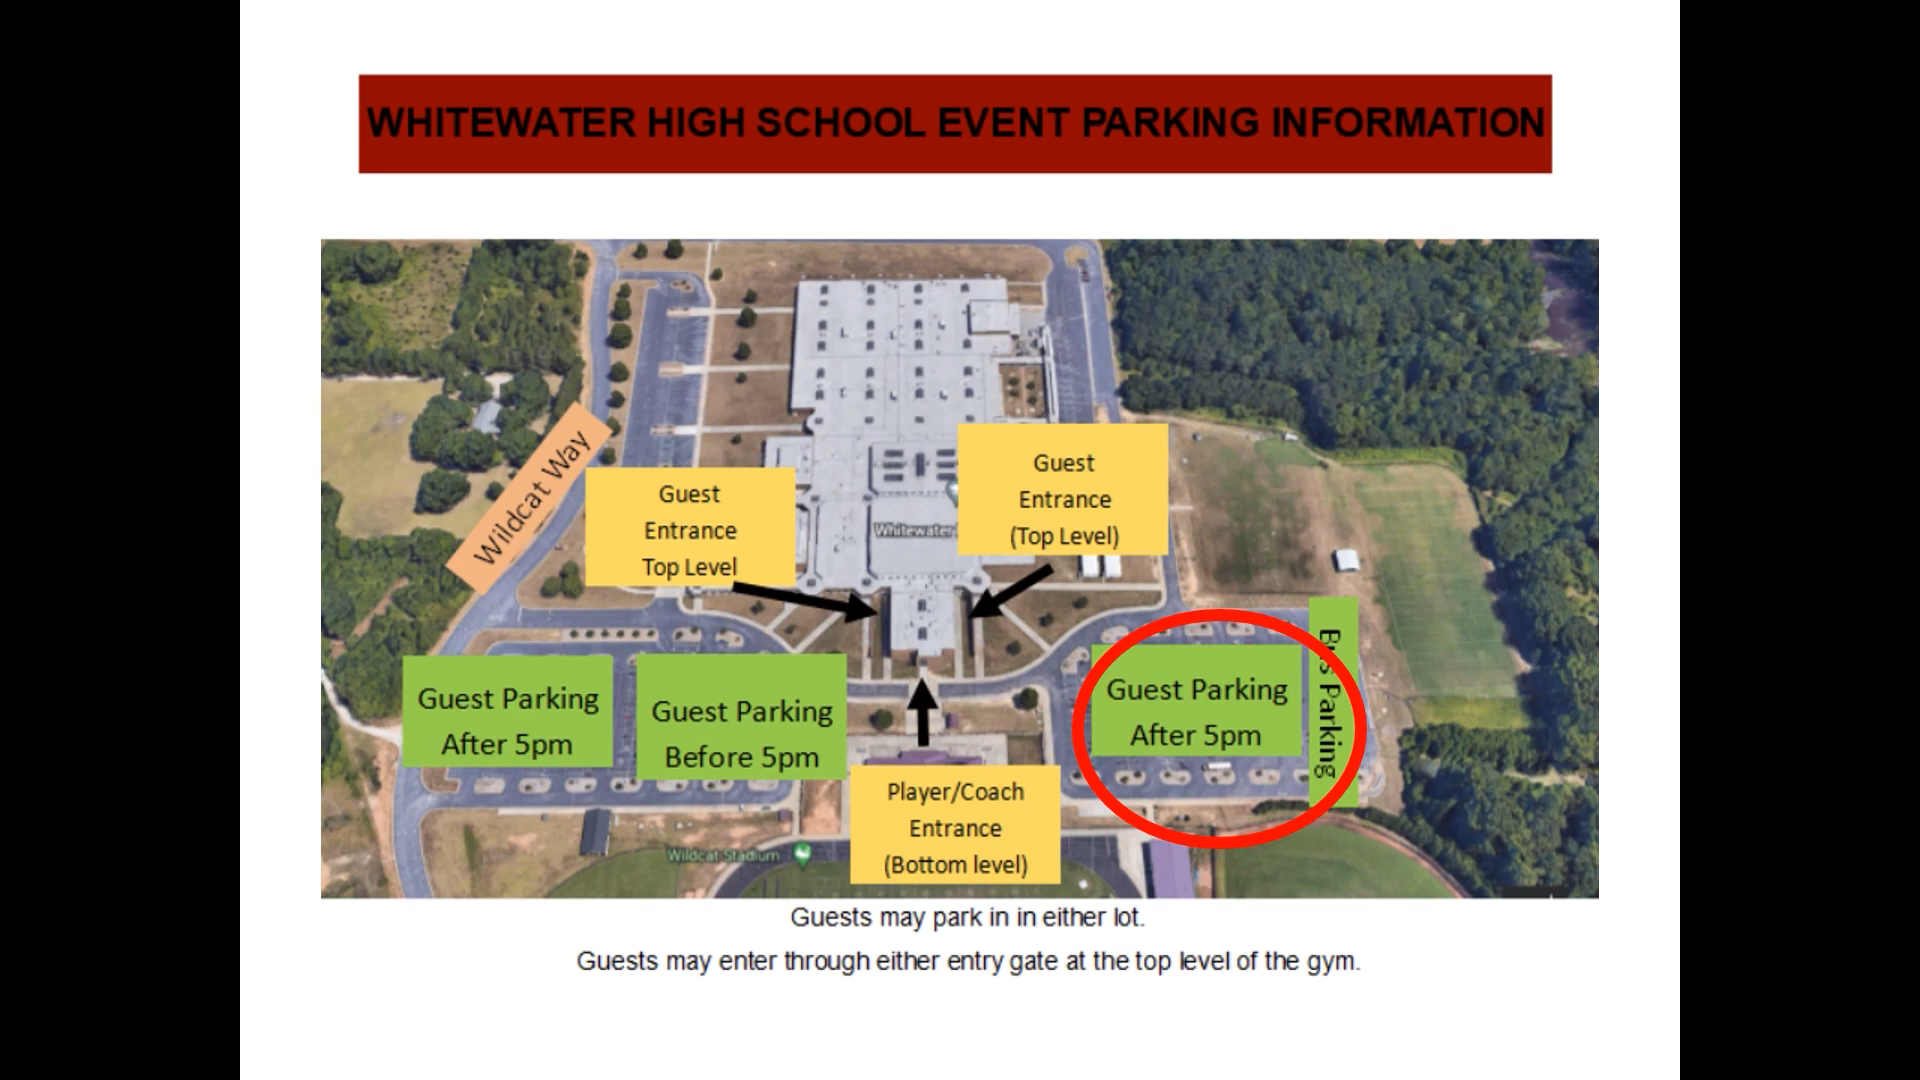 WHITEWATER HIGH SCHOOL EVENT PARKING INFORMATION
Wildcat Way
Guest
Entrance
Top Level
Guest
Entrance
(Top Level)
Whitewater
Guest Parking
After 5pm
Guest Parking
Before 5pm
Guest Parking
After 5pm
Bus Parking
Player/Coach
Entrance
(Bottom level)
Wildcat Stadium
Guests may park in in either lot.
Guests may enter through either entry gate at the top level of the gym.